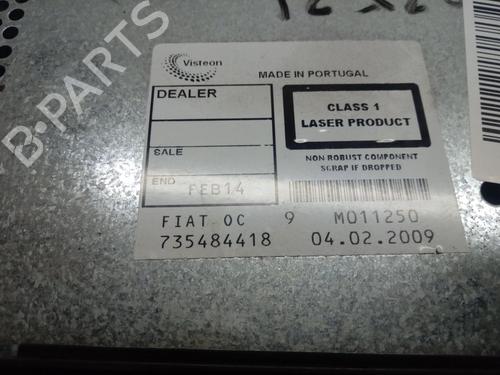 Visteon
MADE IN PORTUGAL
DEALER
CLASS 1
LASER PRODUCT
SALE
NON ROBUST COMPONENT
SCRAP IF DROPPED
END
FEB14
FIAT OC 9 M011250
735484418 04.02.2009
B-PARTS